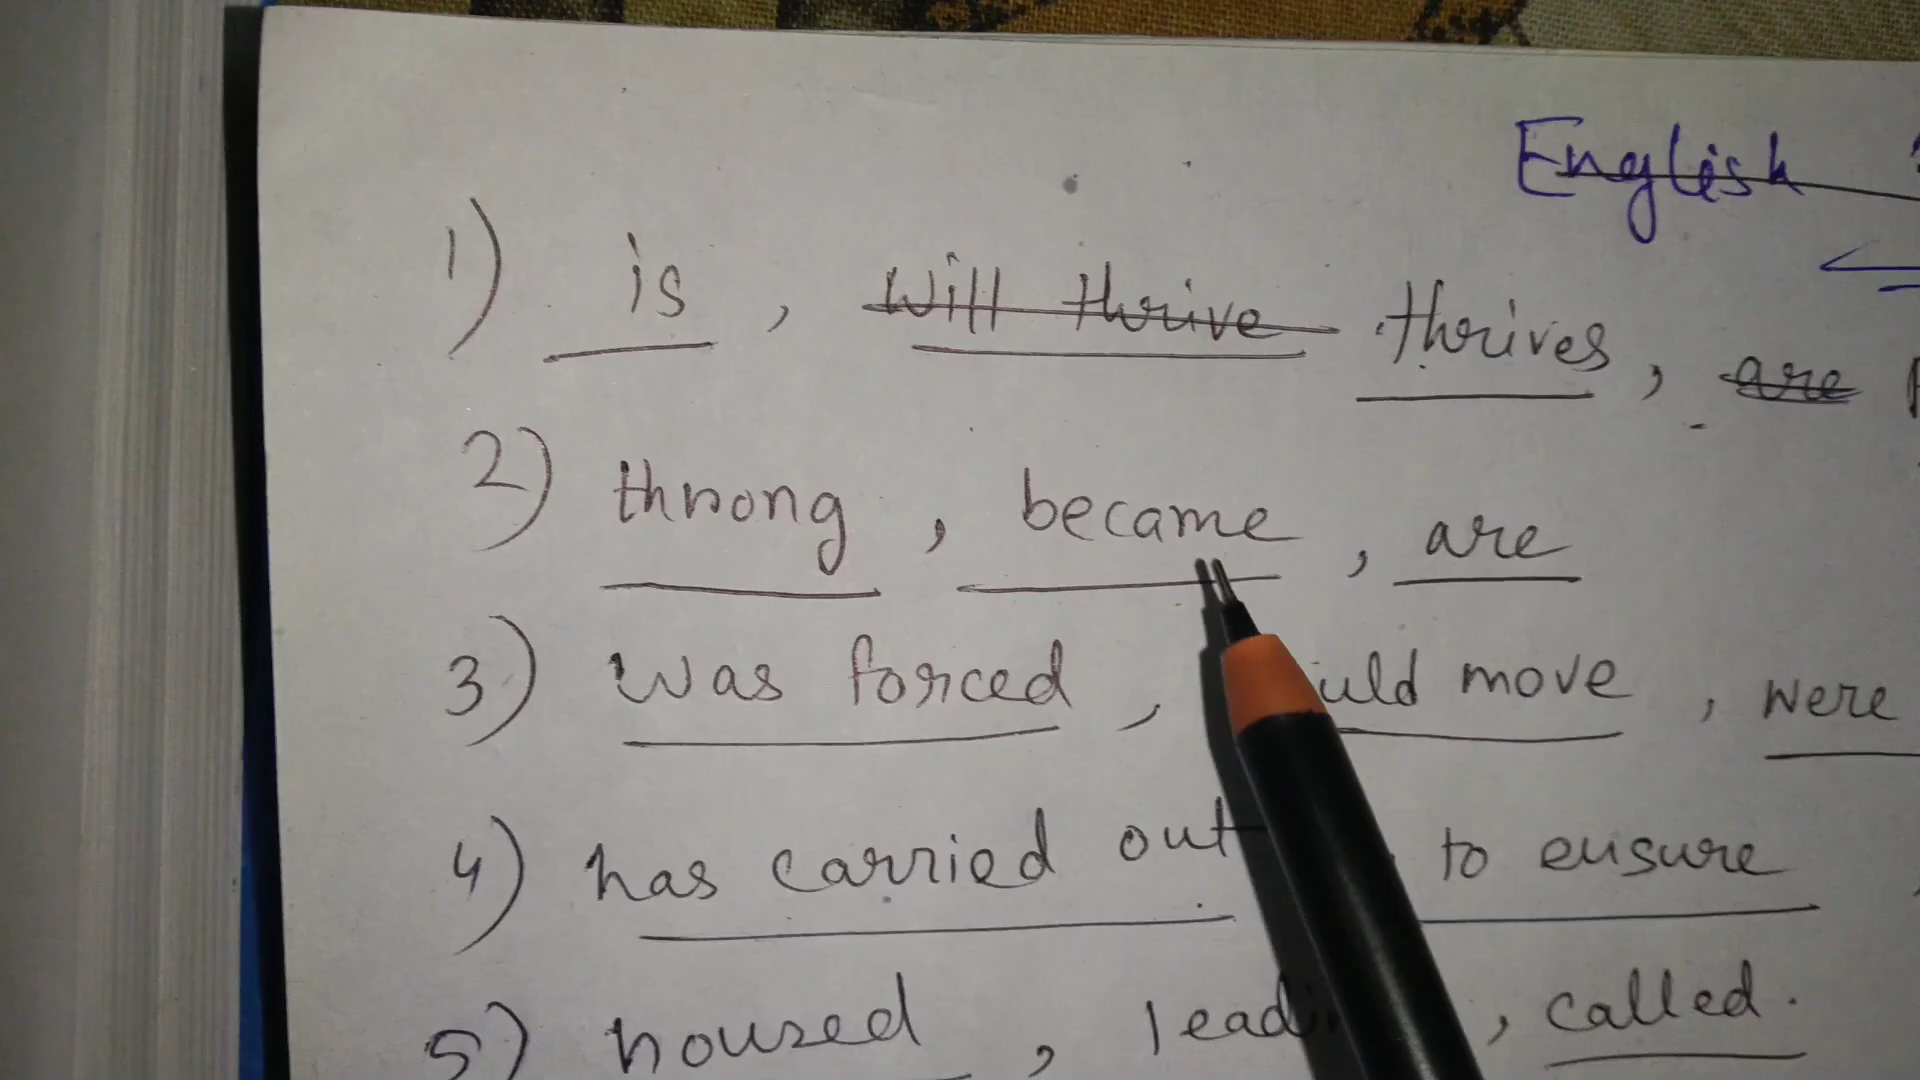 English
1) is, will thrive thrives, are
2) throng, became, are
3) was forced, move, were
4) has carried out to ensure
5) housed, called.